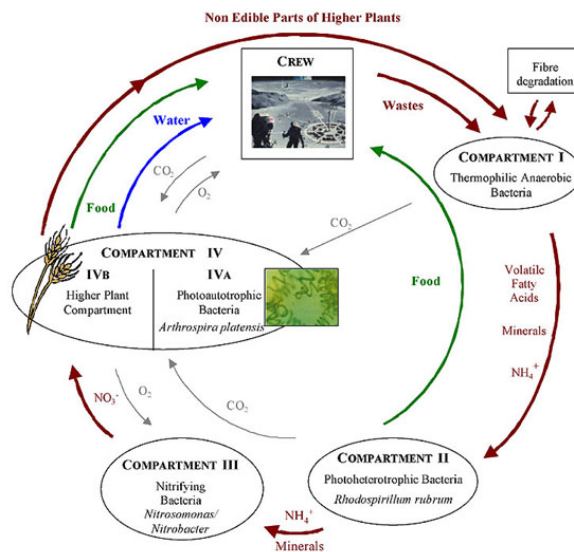 Non Edible Parts of Higher Plants
CREW
Fibre
degradation
Wastes
Water
CO2
O2
COMPARTMENT I
Thermophilic Anaerobic
Bacteria
Food
CO2
COMPARTMENT IV
IVB
Higher Plant
Compartment
IVA
Photoautotrophic
Bacteria
Arthrospira platensis
Food
Volatile
Fatty
Acids
Minerals
NH4+
NO3-
O2
CO2
COMPARTMENT III
Nitrifying
Bacteria
Nitrosomonas/
Nitrobacter
COMPARTMENT II
Photoheterotrophic Bacteria
Rhodospirillum rubrum
NH4+
Minerals